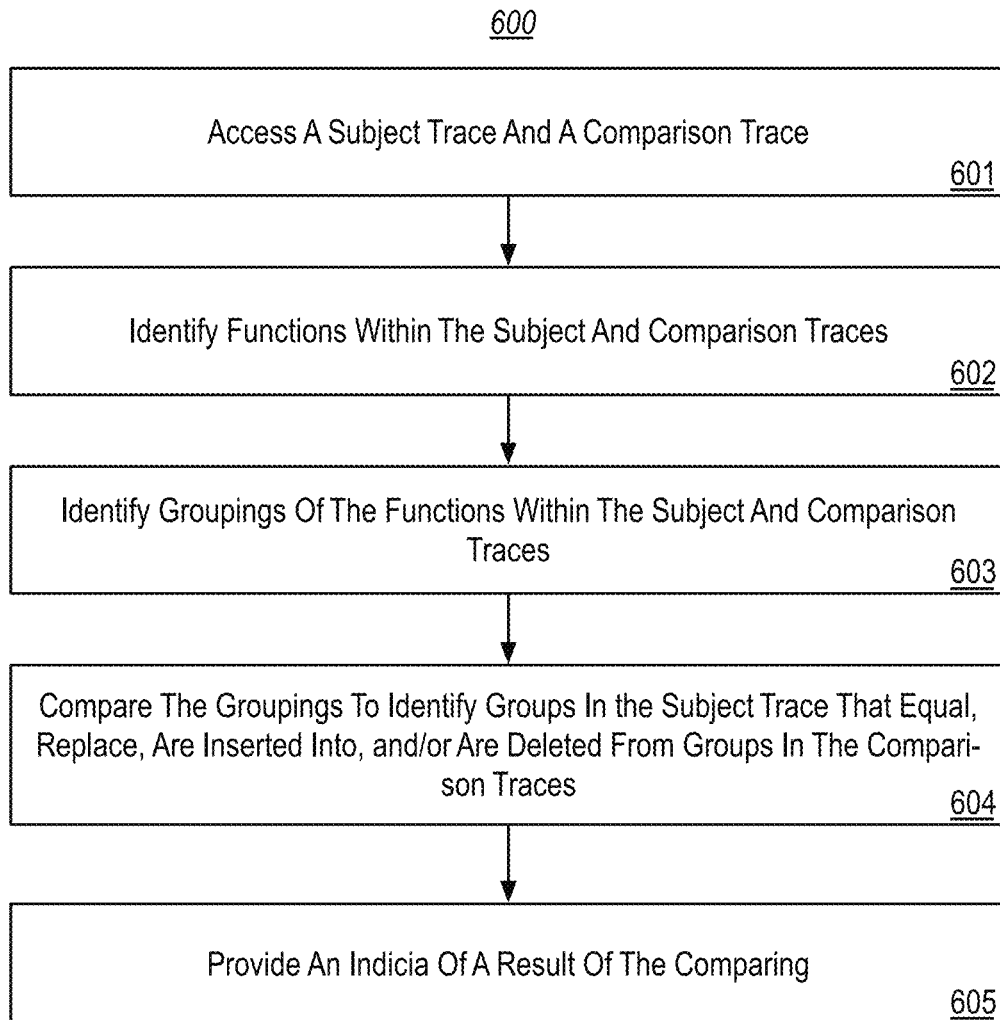 600
Access A Subject Trace And A Comparison Trace
601
Identify Functions Within The Subject And Comparison Traces
602
Identify Groupings Of The Functions Within The Subject And Comparison
Traces
603
Compare The Groupings To Identify Groups In the Subject Trace That Equal,
Replace, Are Inserted Into, and/or Are Deleted From Groups In The Compari-
son Traces
604
Provide An Indicia Of A Result Of The Comparing
605